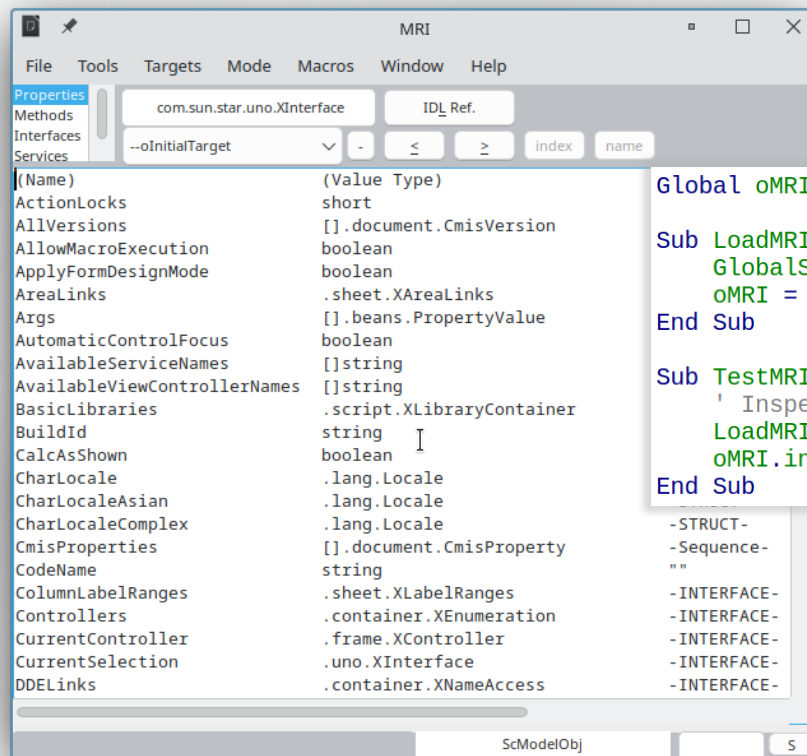 MRI
File Tools Targets Mode Macros Window Help
Properties
Methods
Interfaces
Services
com.sun.star.uno.XInterface IDL Ref.
--oInitialTarget - < > index name
(Name) (Value Type)
ActionLocks short
AllVersions [].document.CmisVersion
AllowMacroExecution boolean
ApplyFormDesignMode boolean
AreaLinks .sheet.XAreaLinks
Args [].beans.PropertyValue
AutomaticControlFocus boolean
AvailableServiceNames []string
AvailableViewControllerNames []string
BasicLibraries .script.XLibraryContainer
BuildId string
CalcAsShown boolean
CharLocale .lang.Locale
CharLocaleAsian .lang.Locale
CharLocaleComplex .lang.Locale -STRUCT-
CmisProperties [].document.CmisProperty -Sequence-
CodeName string ""
ColumnLabelRanges .sheet.XLabelRanges -INTERFACE-
Controllers .container.XEnumeration -INTERFACE-
CurrentController .frame.XController -INTERFACE-
CurrentSelection .uno.XInterface -INTERFACE-
DDELinks .container.XNameAccess -INTERFACE-
Global oMRI
Sub LoadMRI
GlobalS
oMRI =
End Sub
Sub TestMRI
' Inspe
LoadMRI
oMRI.in
End Sub
ScModelObj S